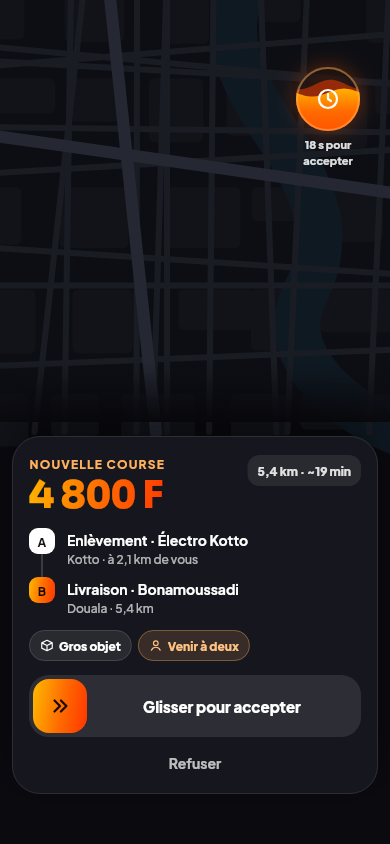 18 s pour
accepter
NOUVELLE COURSE
4 800 F
5,4 km · ~19 min
A
Enlèvement · Électro Kotto
Kotto · à 2,1 km de vous
B
Livraison · Bonamoussadi
Douala · 5,4 km
Gros objet
Venir à deux
Glisser pour accepter
Refuser